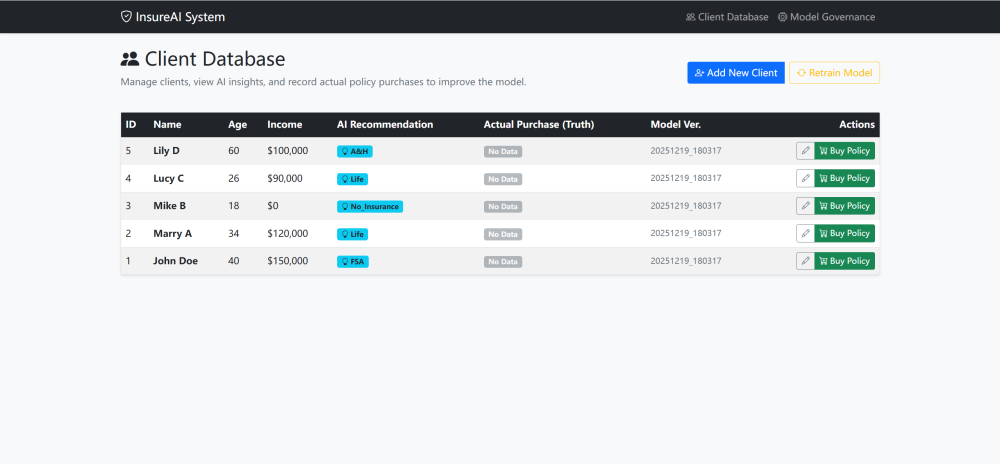 InsureAI System Client Database Model Governance
Client Database
Manage clients, view AI insights, and record actual policy purchases to improve the model.
Add New Client Retrain Model
ID Name Age Income AI Recommendation Actual Purchase (Truth) Model Ver. Actions
5 Lily D 60 $100,000 A&H No Data 20251219_180317 Buy Policy
4 Lucy C 26 $90,000 Life No Data 20251219_180317 Buy Policy
3 Mike B 18 $0 No_Insurance No Data 20251219_180317 Buy Policy
2 Marry A 34 $120,000 Life No Data 20251219_180317 Buy Policy
1 John Doe 40 $150,000 FSA No Data 20251219_180317 Buy Policy